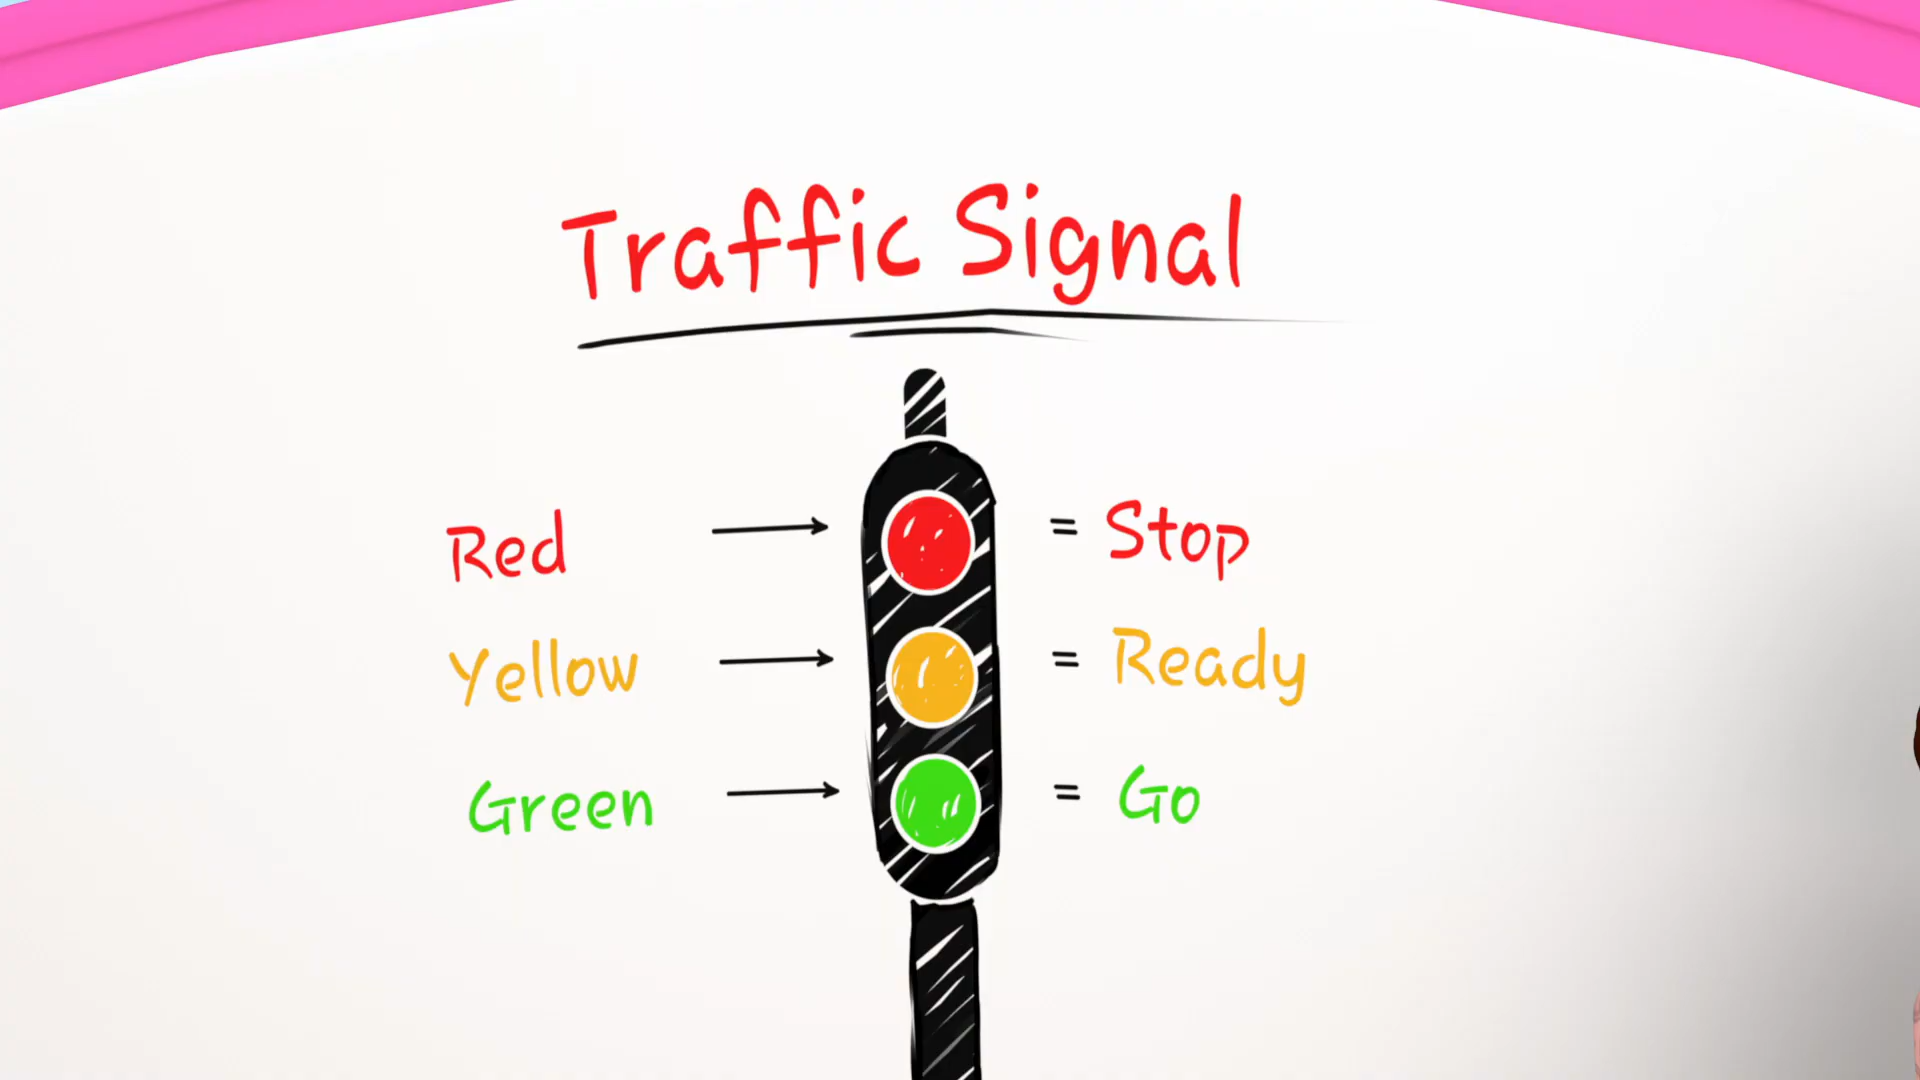 Traffic Signal
Red = Stop
Yellow = Ready
Green = Go